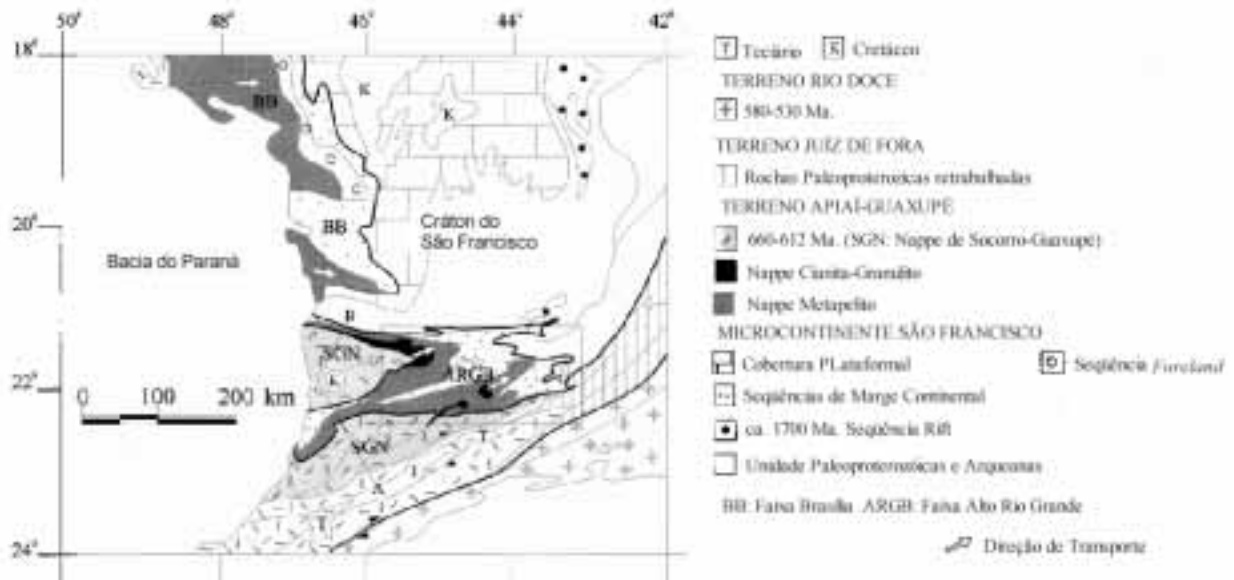 50° 48° 46° 44° 42°
18°
20°
22°
24°
BB
K
K
BB
Cráton do
São Francisco
Bacia do Paraná
B
SGN
ARGB
SGN
T
A
T
0 100 200 km
T Teciário K Cretáceo
TERRENO RIO DOCE
580-530 Ma.
TERRENO JUÍZ DE FORA
Rochas Paleoproterozicas retrabalhadas
TERRENO APIAÍ-GUAXUPÉ
660-612 Ma. (SGN: Nappe de Socorro-Guaxupé)
Nappe Cianita-Granulito
Nappe Metapelito
MICROCONTINENTE SÃO FRANCISCO
Cobertura PLataformal
Seqüência Foreland
Seqüências de Marge Continental
ca. 1700 Ma. Seqüência Rift
Unidade Paleoproterozóicas e Arqueanas
BB: Faixa Brasília ARGB: Faixa Alto Rio Grande
Direção de Transporte